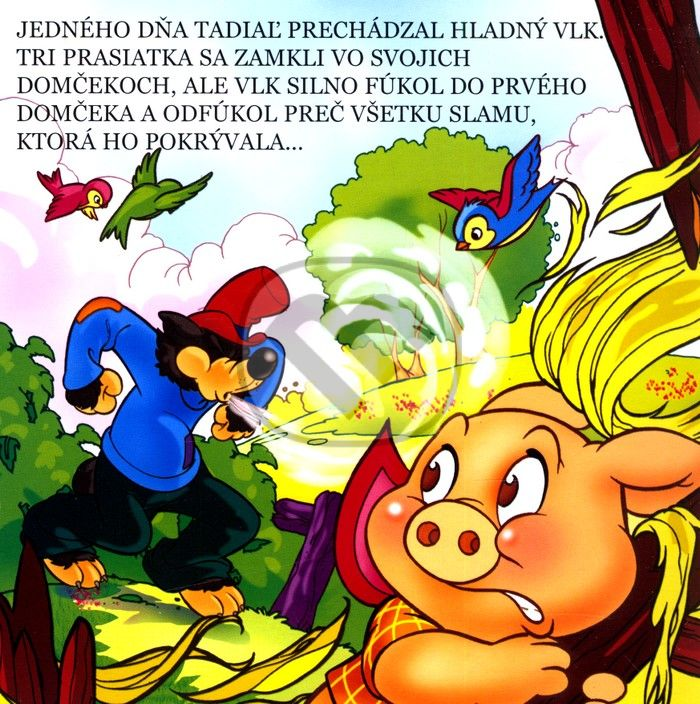 JEDNÉHO DŇA TADIAĽ PRECHÁDZAL HLADNÝ VLK.
TRI PRASIATKA SA ZAMKLI VO SVOJICH
DOMČEKOCH, ALE VLK SILNO FÚKOL DO PRVÉHO
DOMČEKA A ODFÚKOL PREČ VŠETKU SLAMU,
KTORÁ HO POKRÝVALA...